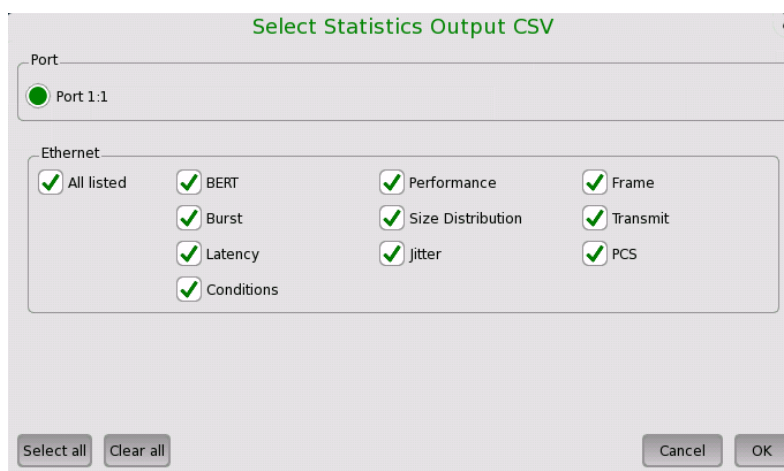 Select Statistics Output CSV
Port
Port 1:1
Ethernet
All listed BERT Performance Frame
Burst Size Distribution Transmit
Latency Jitter PCS
Conditions
Select all Clear all Cancel OK